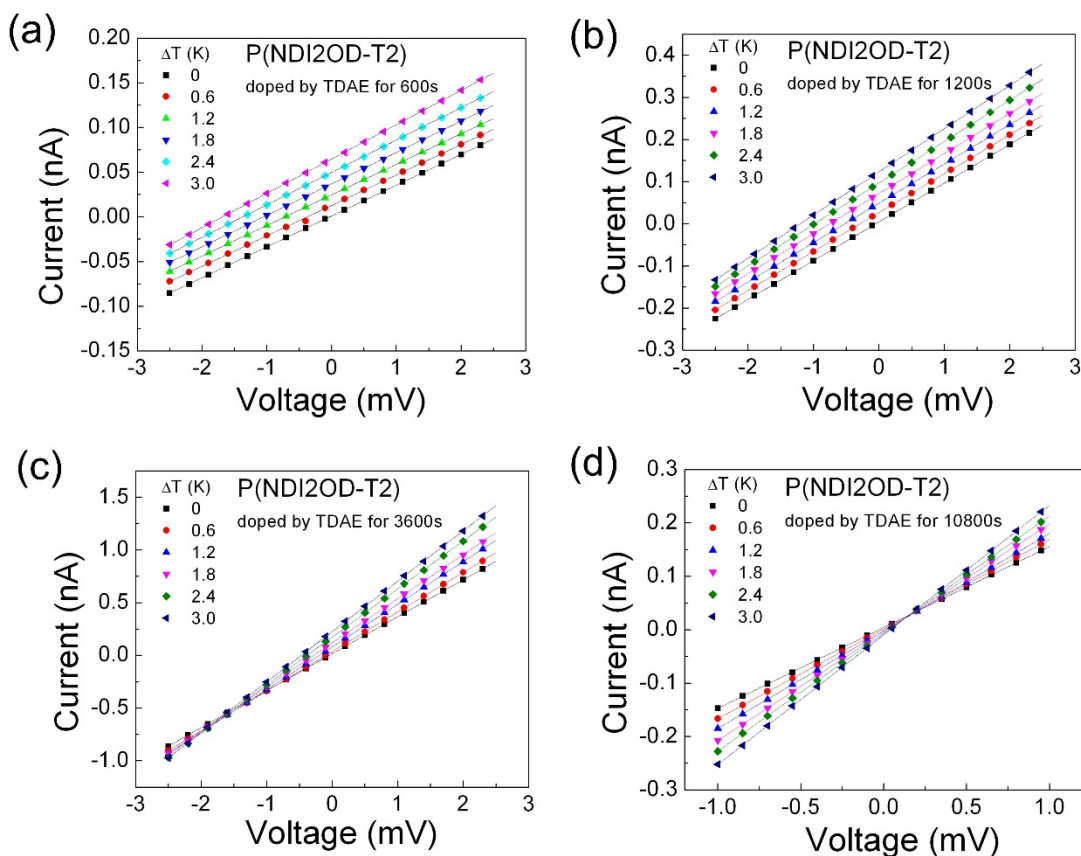 (a)
0.20
0.15
0.10
0.05
0.00
-0.05
-0.10
-0.15
Current (nA)
ΔT (K)
0
0.6
1.2
1.8
2.4
3.0
P(NDI2OD-T2)
doped by TDAE for 600s
-3 -2 -1 0 1 2 3
Voltage (mV)
(b)
0.4
0.3
0.2
0.1
0.0
-0.1
-0.2
-0.3
Current (nA)
ΔT (K)
0
0.6
1.2
1.8
2.4
3.0
P(NDI2OD-T2)
doped by TDAE for 1200s
-3 -2 -1 0 1 2 3
Voltage (mV)
(c)
1.5
1.0
0.5
0.0
-0.5
-1.0
Current (nA)
ΔT (K)
0
0.6
1.2
1.8
2.4
3.0
P(NDI2OD-T2)
doped by TDAE for 3600s
-3 -2 -1 0 1 2 3
Voltage (mV)
(d)
0.3
0.2
0.1
0.0
-0.1
-0.2
-0.3
Current (nA)
ΔT (K)
0
0.6
1.2
1.8
2.4
3.0
P(NDI2OD-T2)
doped by TDAE for 10800s
-1.0 -0.5 0.0 0.5 1.0
Voltage (mV)